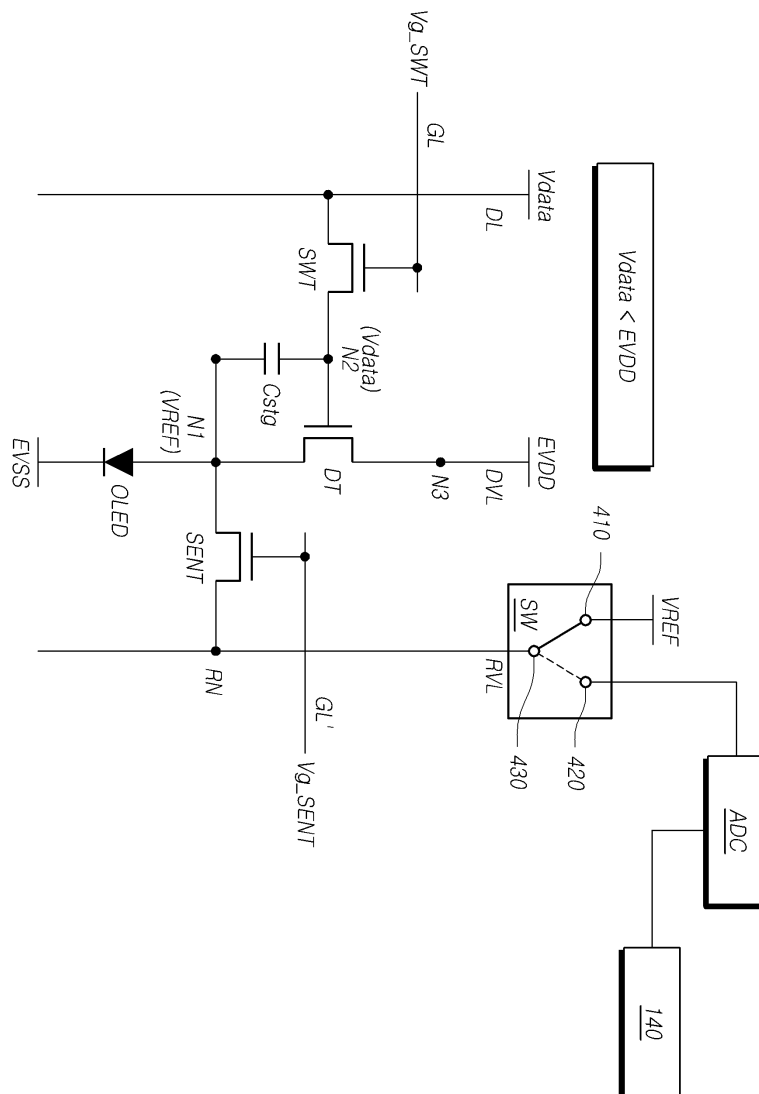 Vdata < EVDD
Vg_SWT
GL
Vdata
DL
SWT
(Vdata)
N2
Cstg
N1
(VREF)
EVSS
OLED
DT
N3
DVL
EVDD
SENT
RN
GL'
Vg_SENT
RVL
SW
410
420
430
VREF
ADC
140